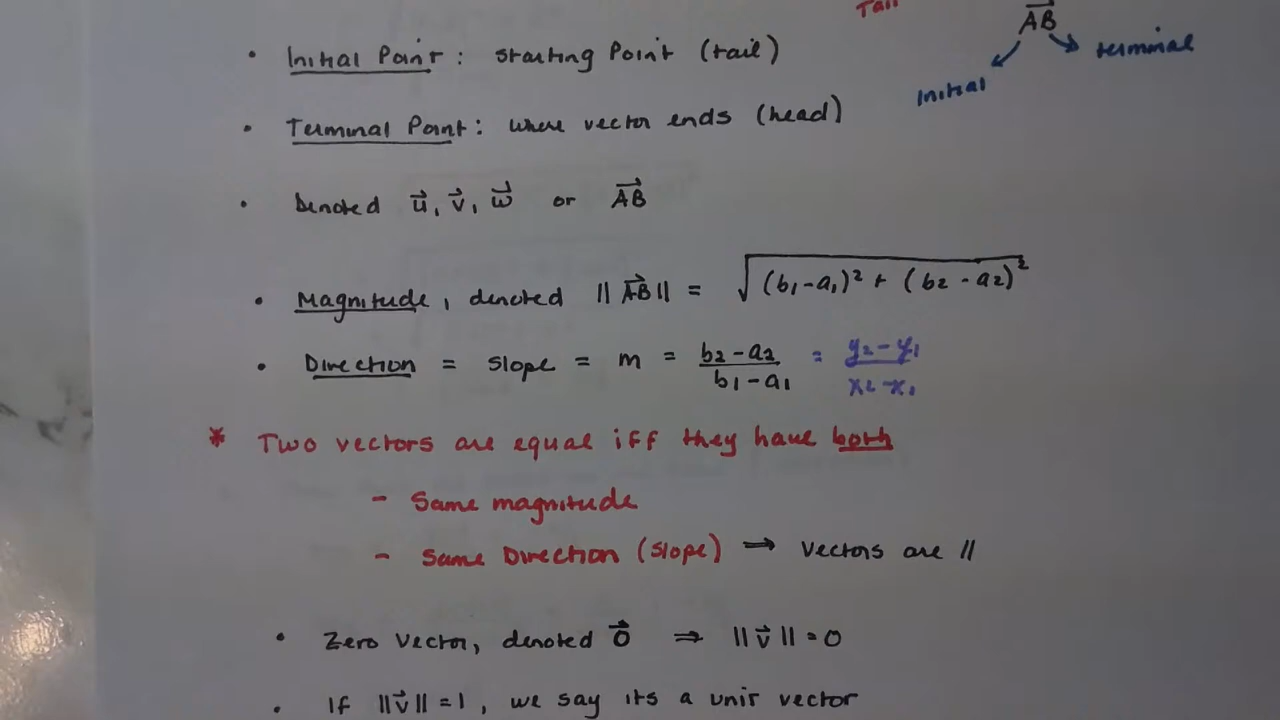 Tail
AB
Initial
terminal
• Initial Point : Starting Point (tail)
• Terminal Point : Where vector ends (head)
• Denoted u⃗, v⃗, w⃗ or AB⃗
• Magnitude, denoted ||AB⃗|| = √((b₁-a₁)² + (b₂-a₂)²)
• Direction = Slope = m = (b₂-a₂)/(b₁-a₁) = (y₂-y₁)/(x₂-x₁)
* Two vectors are equal iff they have both
- Same magnitude
- Same Direction (Slope) → Vectors are //
• Zero Vector, denoted 0⃗ ⇒ ||v⃗|| = 0
• If ||v⃗|| = 1, we say its a unit vector